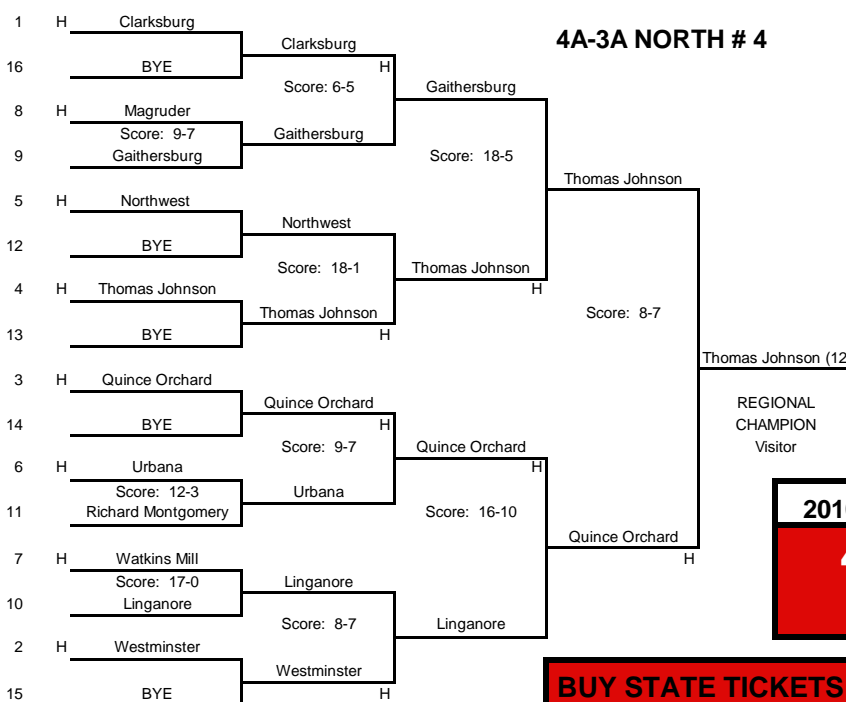 4A-3A NORTH # 4
1 H Clarksburg
Clarksburg
16 BYE H
Score: 6-5 Gaithersburg
8 H Magruder
Score: 9-7 Gaithersburg
9 Gaithersburg Score: 18-5
Thomas Johnson
5 H Northwest
Northwest
12 BYE
Score: 18-1 Thomas Johnson
4 H Thomas Johnson H
Thomas Johnson Score: 8-7
13 BYE H
Thomas Johnson (12
3 H Quince Orchard
Quince Orchard REGIONAL
14 BYE H CHAMPION
Score: 9-7 Quince Orchard Visitor
6 H Urbana H
Score: 12-3 Urbana
11 Richard Montgomery Score: 16-10
Quince Orchard
7 H Watkins Mill H
Score: 17-0 Linganore
10 Linganore
Score: 8-7 Linganore
2 H Westminster
Westminster
15 BYE H
BUY STATE TICKETS